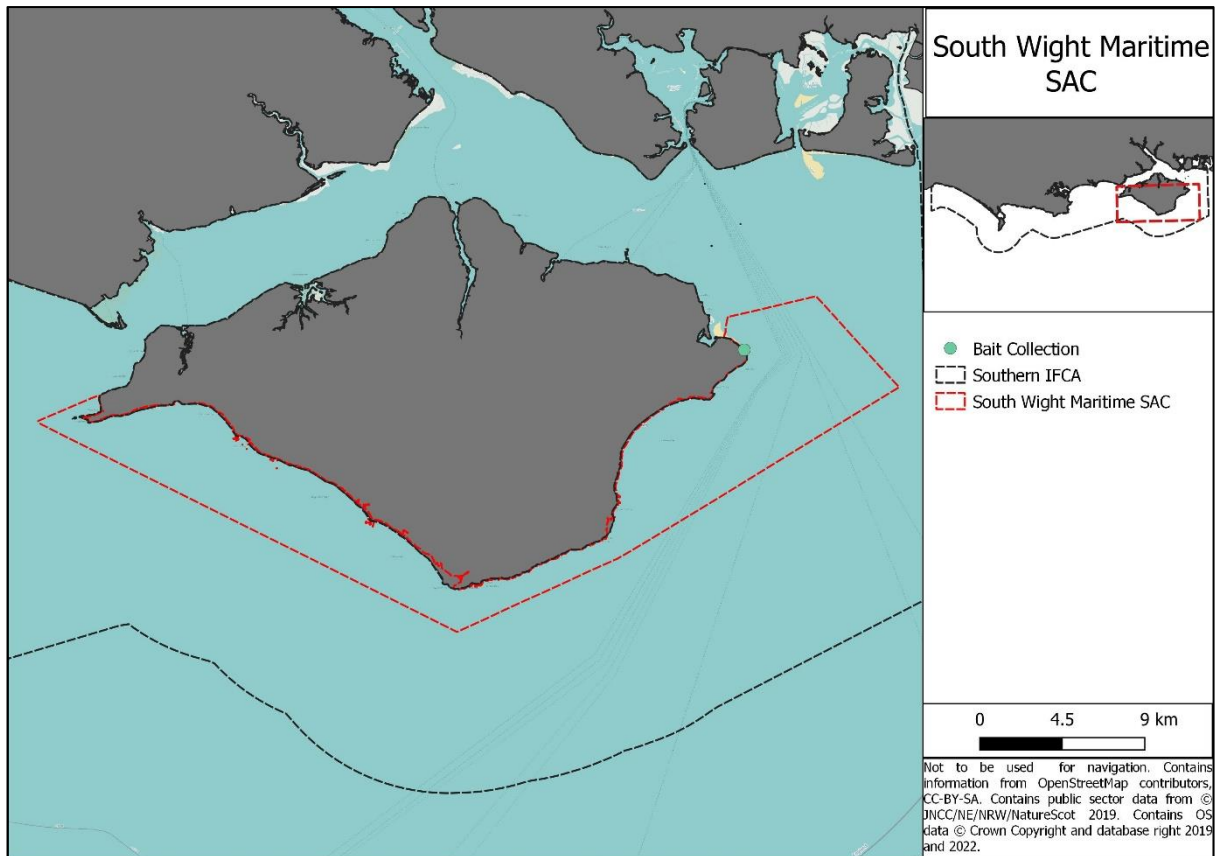 South Wight Maritime
SAC
Bait Collection
Southern IFCA
South Wight Maritime SAC
0 4.5 9 km
Not to be used for navigation. Contains
information from OpenStreetMap contributors,
CC-BY-SA. Contains public sector data from ©
JNCC/NE/NRW/NatureScot 2019. Contains OS
data © Crown Copyright and database right 2019
and 2022.